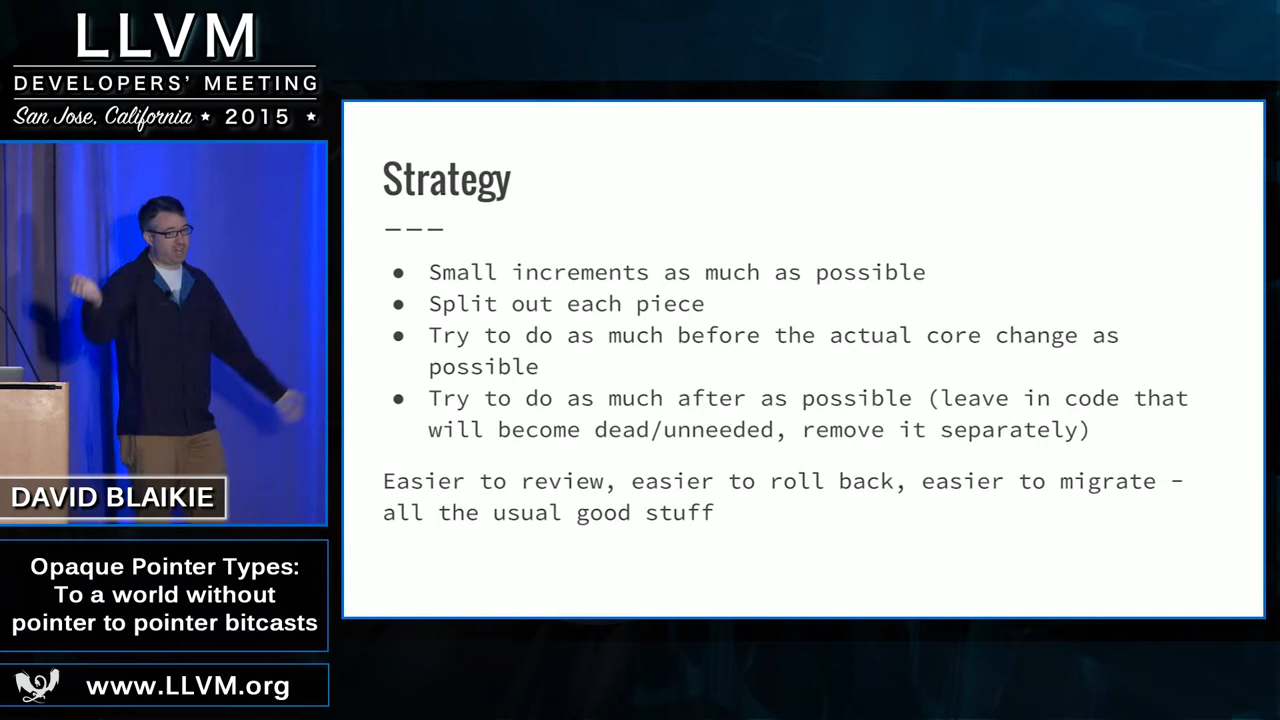 LLVM
DEVELOPERS' MEETING
San Jose, California ★ 2015 ★
DAVID BLAIKIE
Opaque Pointer Types:
To a world without
pointer to pointer bitcasts
www.LLVM.org
Strategy
---
● Small increments as much as possible
● Split out each piece
● Try to do as much before the actual core change as
possible
● Try to do as much after as possible (leave in code that
will become dead/unneeded, remove it separately)
Easier to review, easier to roll back, easier to migrate –
all the usual good stuff